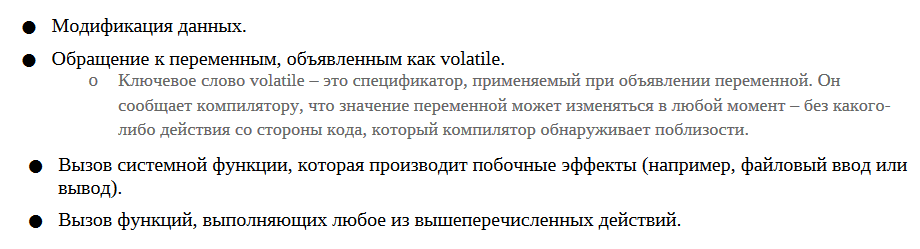 ● Модификация данных.
● Обращение к переменным, объявленным как volatile.
o Ключевое слово volatile – это спецификатор, применяемый при объявлении переменной. Он
сообщает компилятору, что значение переменной может изменяться в любой момент – без какого-
либо действия со стороны кода, который компилятор обнаруживает поблизости.
● Вызов системной функции, которая производит побочные эффекты (например, файловый ввод или
вывод).
● Вызов функций, выполняющих любое из вышеперечисленных действий.